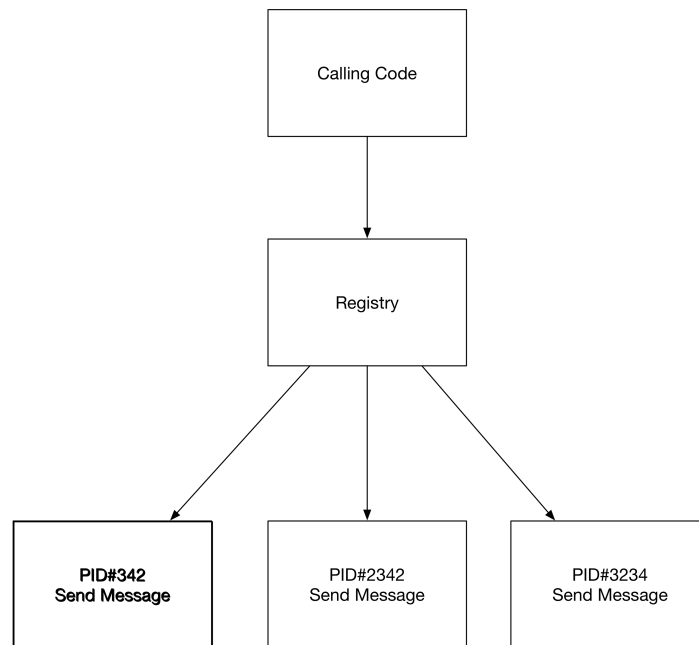 Calling Code
Registry
PID#342
Send Message
PID#2342
Send Message
PID#3234
Send Message